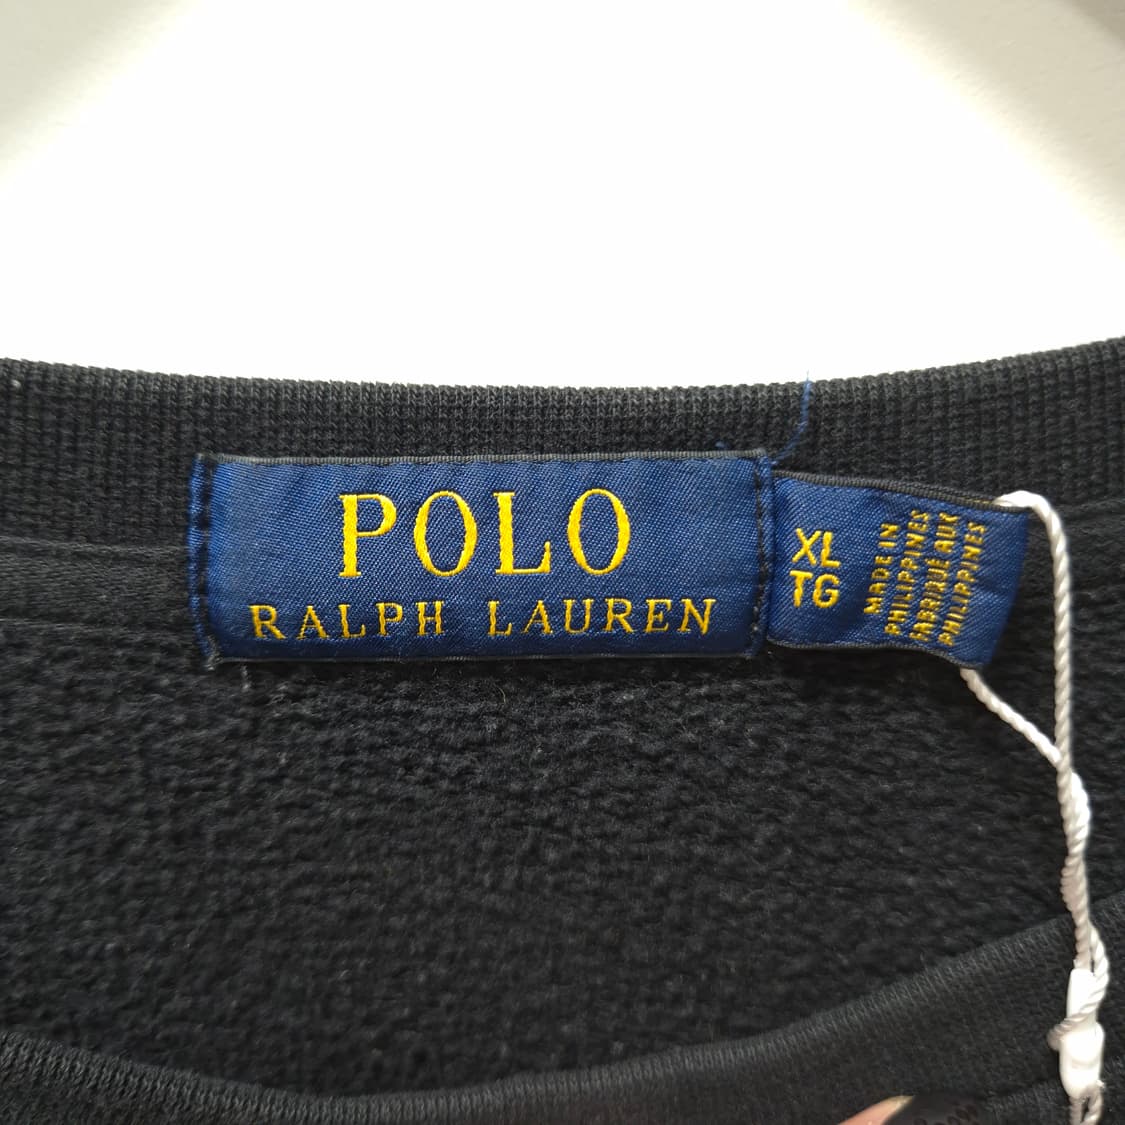 POLO
RALPH LAUREN
XL
TG
MADE IN
PHILIPPINES
FABRIQUÉ AUX
PHILIPPINES